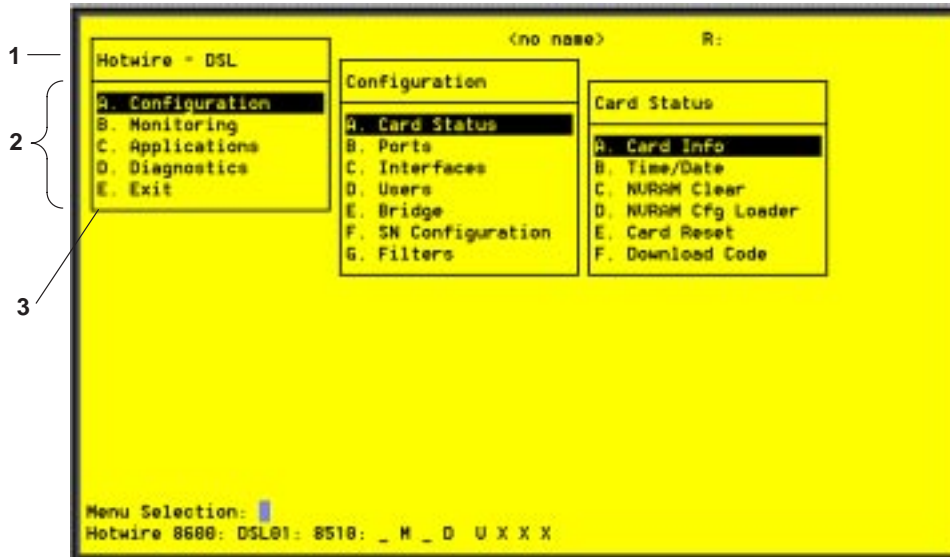 <no name> R:
1
Hotwire - DSL
2
A. Configuration
B. Monitoring
C. Applications
D. Diagnostics
E. Exit
3
Configuration
A. Card Status
B. Ports
C. Interfaces
D. Users
E. Bridge
F. SN Configuration
G. Filters
Card Status
A. Card Info
B. Time/Date
C. NVRAM Clear
D. NVRAM Cfg Loader
E. Card Reset
F. Download Code
Menu Selection:
Hotwire 8600: DSL01: 8510: _ M _ D U X X X